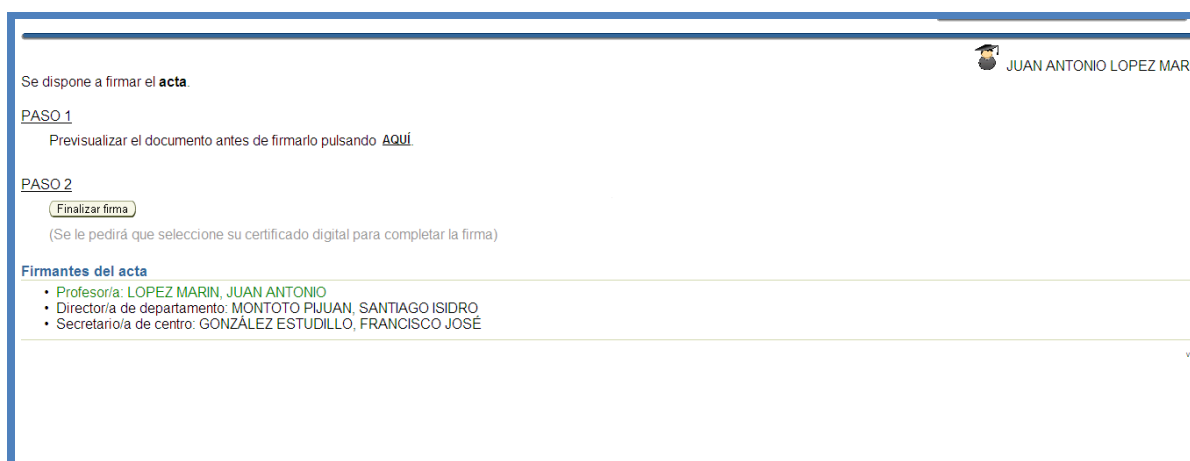 JUAN ANTONIO LOPEZ MAR
Se dispone a firmar el acta.
PASO 1
Previsualizar el documento antes de firmarlo pulsando AQUÍ.
PASO 2
Finalizar firma
(Se le pedirá que seleccione su certificado digital para completar la firma)
Firmantes del acta
• Profesor/a: LOPEZ MARIN, JUAN ANTONIO
• Director/a de departamento: MONTOTO PIJUAN, SANTIAGO ISIDRO
• Secretario/a de centro: GONZÁLEZ ESTUDILLO, FRANCISCO JOSÉ
v